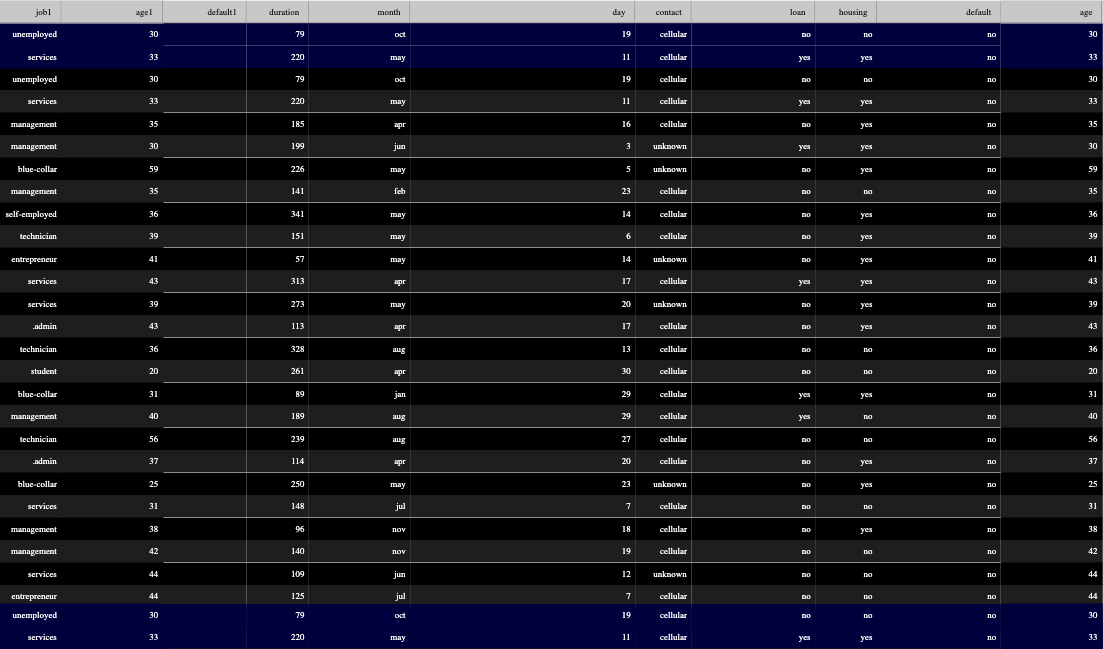 job1 age1 default1 duration month day contact loan housing default age
unemployed 30 79 oct 19 cellular no no no 30
services 33 220 may 11 cellular yes yes no 33
unemployed 30 79 oct 19 cellular no no no 30
services 33 220 may 11 cellular yes yes no 33
management 35 185 apr 16 cellular no yes no 35
management 30 199 jun 3 unknown yes yes no 30
blue-collar 59 226 may 5 unknown no yes no 59
management 35 141 feb 23 cellular no no no 35
self-employed 36 341 may 14 cellular no yes no 36
technician 39 151 may 6 cellular no yes no 39
entrepreneur 41 57 may 14 unknown no yes no 41
services 43 313 apr 17 cellular yes yes no 43
services 39 273 may 20 unknown no yes no 39
.admin 43 113 apr 17 cellular no yes no 43
technician 36 328 aug 13 cellular no no no 36
student 20 261 apr 30 cellular no no no 20
blue-collar 31 89 jan 29 cellular yes yes no 31
management 40 189 aug 29 cellular yes no no 40
technician 56 239 aug 27 cellular no no no 56
.admin 37 114 apr 20 cellular no yes no 37
blue-collar 25 250 may 23 unknown no yes no 25
services 31 148 jul 7 cellular no no no 31
management 38 96 nov 18 cellular no yes no 38
management 42 140 nov 19 cellular no no no 42
services 44 109 jun 12 unknown no no no 44
entrepreneur 44 125 jul 7 cellular no no no 44
unemployed 30 79 oct 19 cellular no no no 30
services 33 220 may 11 cellular yes yes no 33